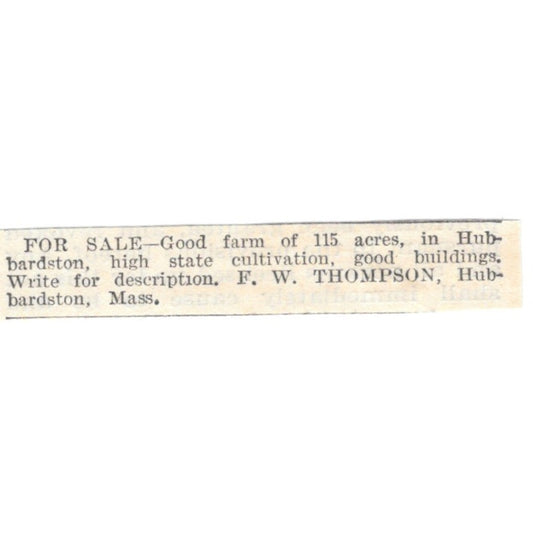 FOR SALE—Good farm of 115 acres, in Hub-
bardston, high state cultivation, good buildings.
Write for description. F. W. THOMPSON, Hub-
bardston, Mass.